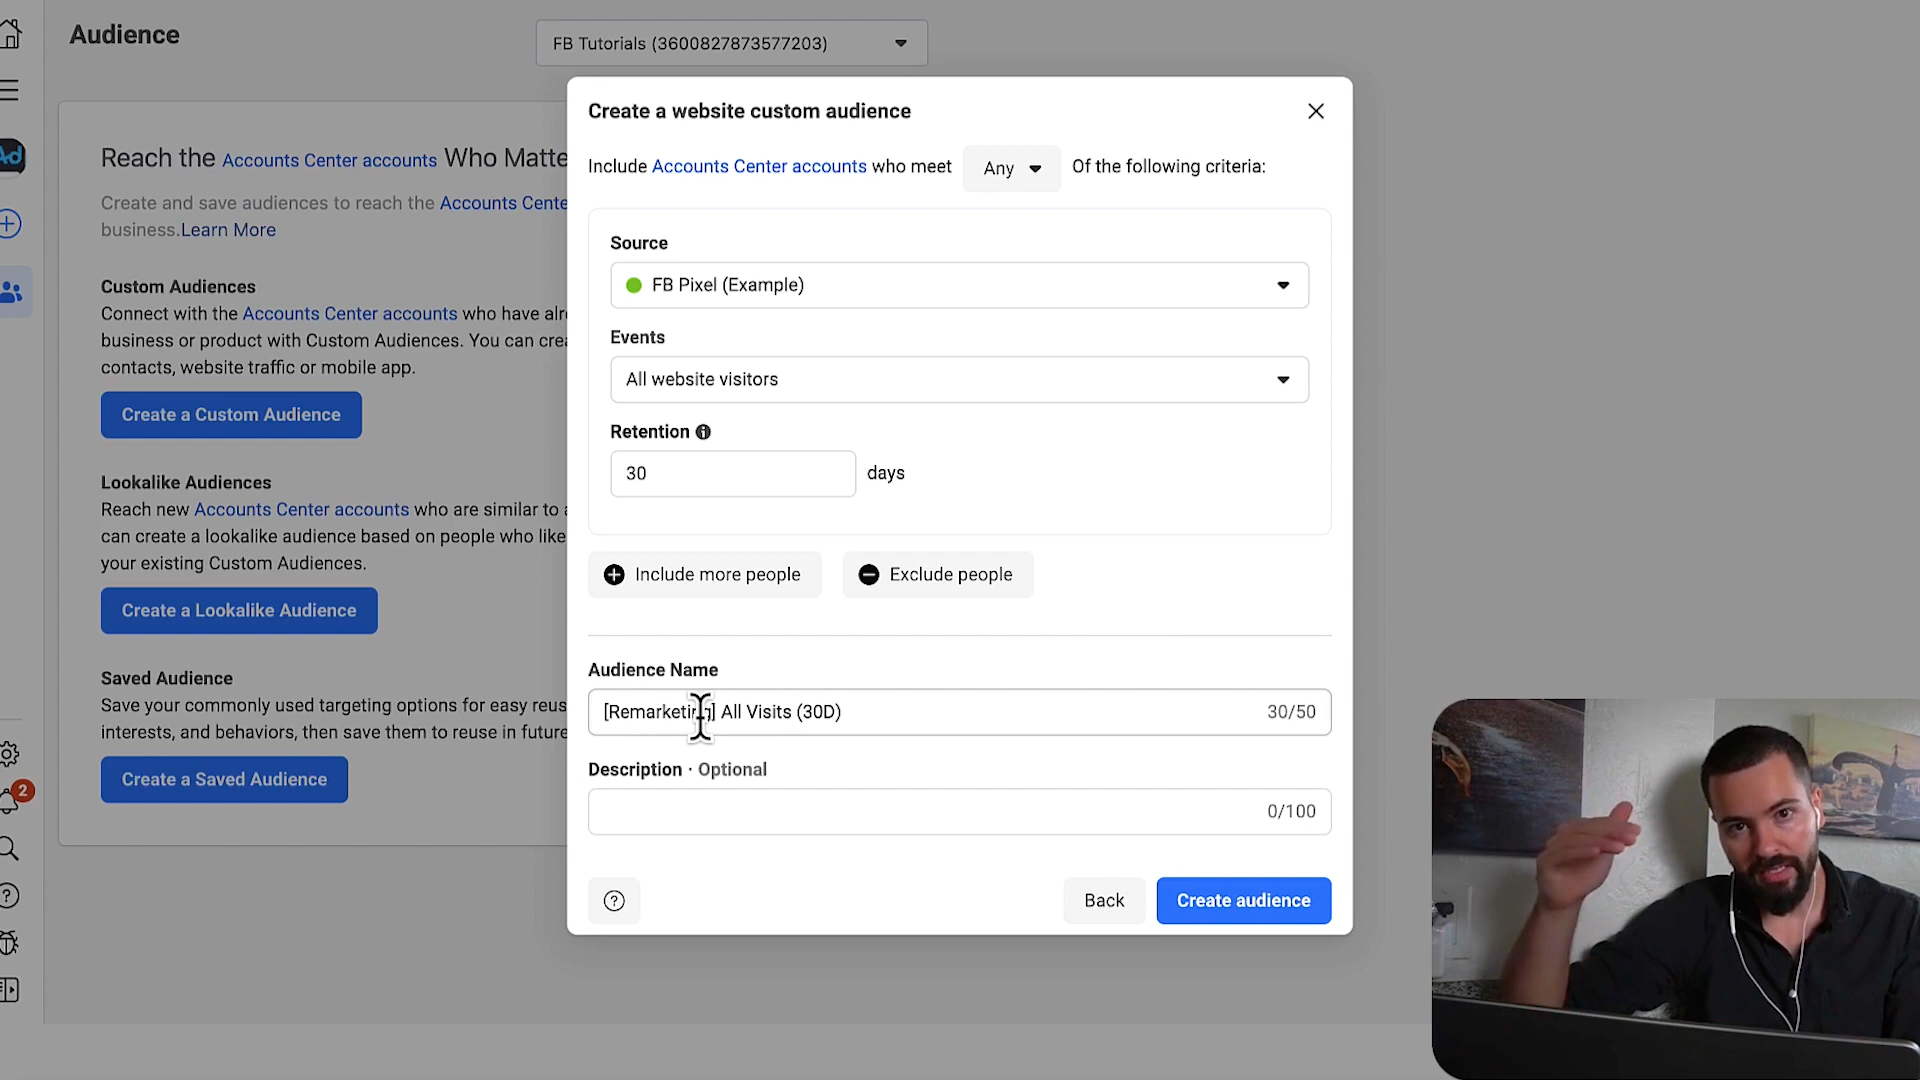 Audience
FB Tutorials (3600827873577203)
Ad
Reach the Accounts Center accounts Who Matte
Create and save audiences to reach the Accounts Cente
business.Learn More
Custom Audiences
Connect with the Accounts Center accounts who have alr
business or product with Custom Audiences. You can crea
contacts, website traffic or mobile app.
Create a Custom Audience
Lookalike Audiences
Reach new Accounts Center accounts who are similar to a
can create a lookalike audience based on people who like
your existing Custom Audiences.
Create a Lookalike Audience
Saved Audience
Save your commonly used targeting options for easy reus
interests, and behaviors, then save them to reuse in future
Create a Saved Audience
2
Create a website custom audience
Include Accounts Center accounts who meet Any Of the following criteria:
Source
FB Pixel (Example)
Events
All website visitors
Retention
30 days
Include more people Exclude people
Audience Name
[Remarketing] All Visits (30D) 30/50
Description · Optional
0/100
Back Create audience